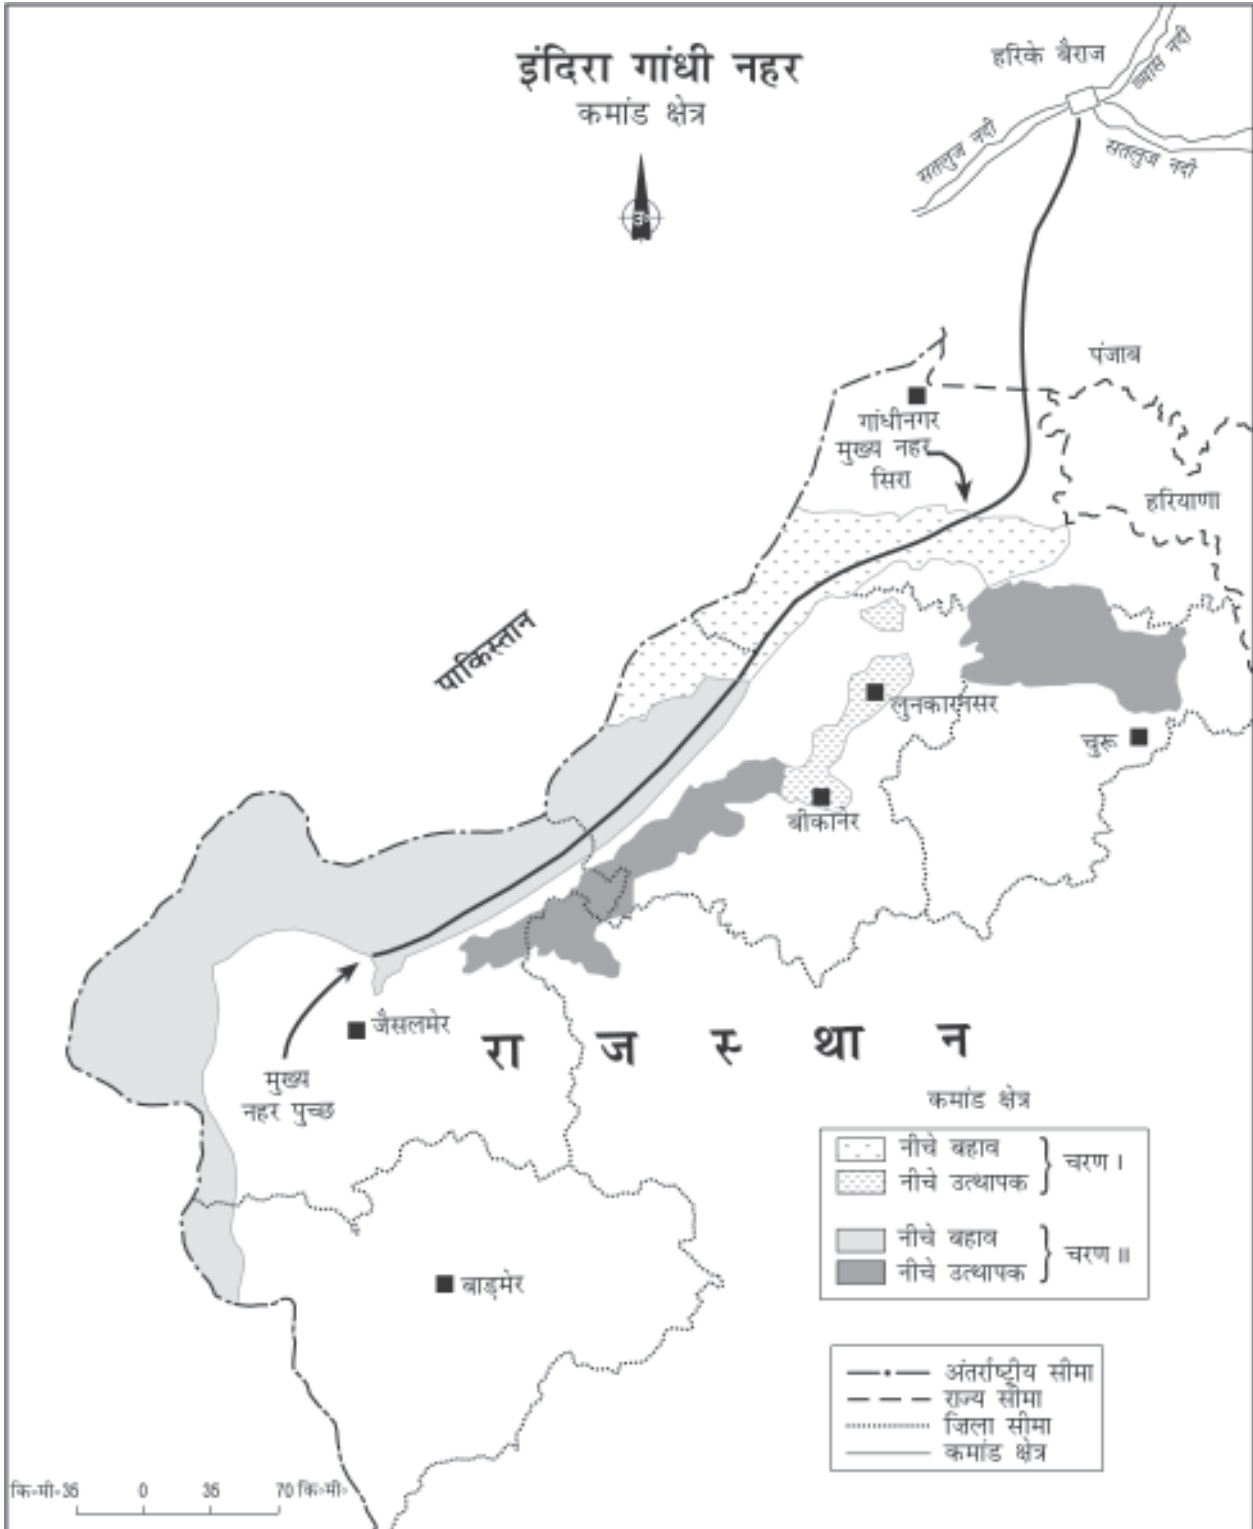 इंदिरा गांधी नहर
कमांड क्षेत्र
हरिके बैराज
ब्यास नदी
सतलुज नदी
सतलुज नदी
उ॰
पंजाब
गांधीनगर
मुख्य नहर
सिरा
हरियाणा
पाकिस्तान
लुनकारनसर
चुरू
बीकानेर
जैसलमेर
रा ज स्थ था न
मुख्य
नहर पुच्छ
कमांड क्षेत्र
नीचे बहाव
नीचे उत्थापक
चरण I
नीचे बहाव
नीचे उत्थापक
चरण II
बाड़मेर
अंतर्राष्ट्रीय सीमा
राज्य सीमा
ज़िला सीमा
कमांड क्षेत्र
कि॰मी॰35 0 35 70 कि॰मी॰